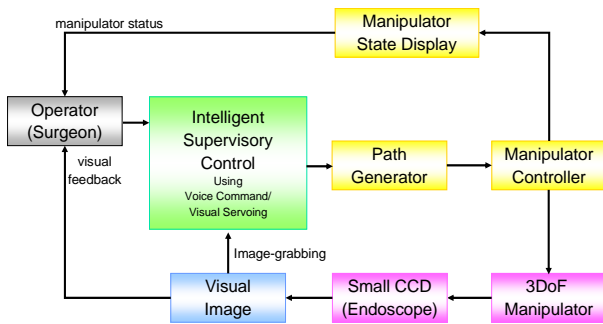 manipulator status
Manipulator
State Display
Operator
(Surgeon)
visual
feedback
Intelligent
Supervisory
Control
Using
Voice Command/
Visual Servoing
Path
Generator
Manipulator
Controller
Image-grabbing
Visual
Image
Small CCD
(Endoscope)
3DoF
Manipulator